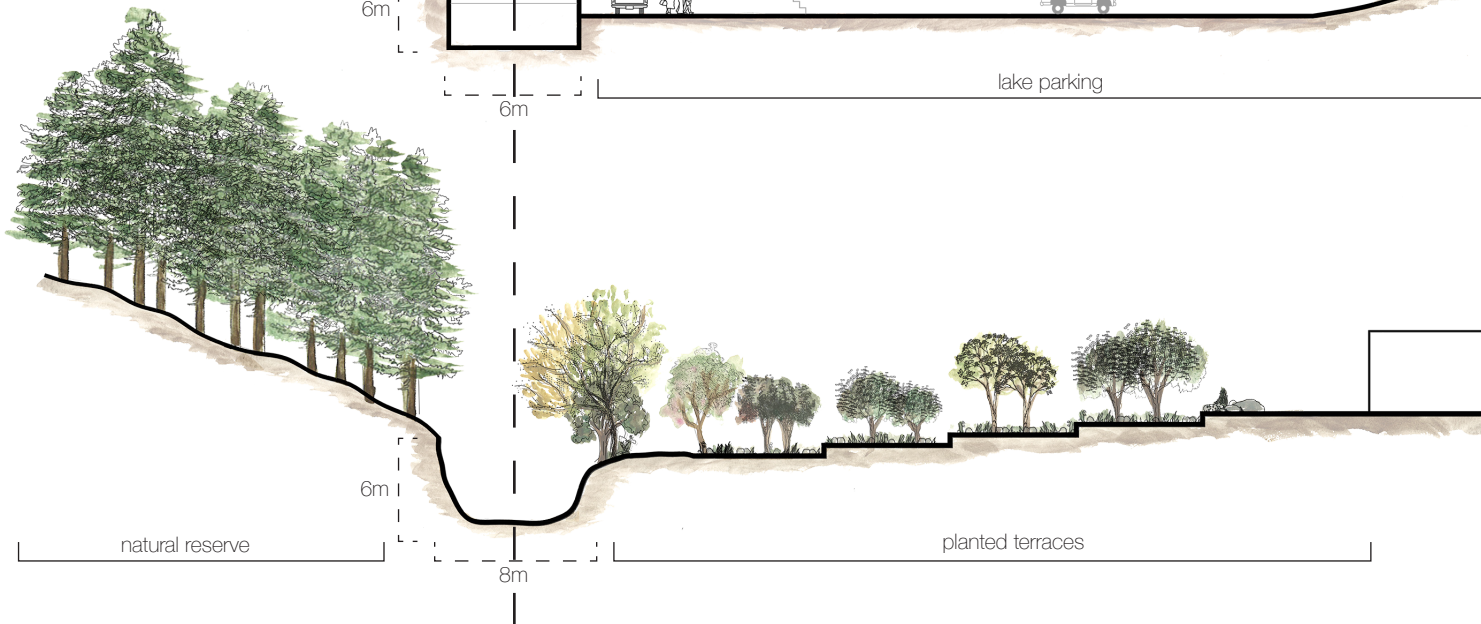 6m
lake parking
6m
6m
natural reserve
planted terraces
8m